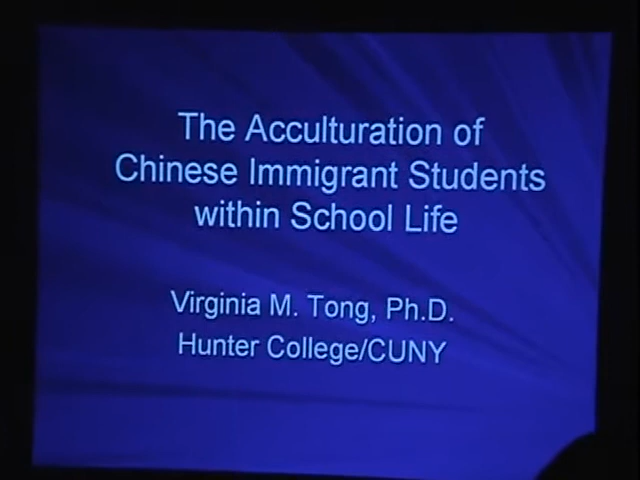 The Acculturation of
Chinese Immigrant Students
within School Life
Virginia M. Tong, Ph.D.
Hunter College/CUNY